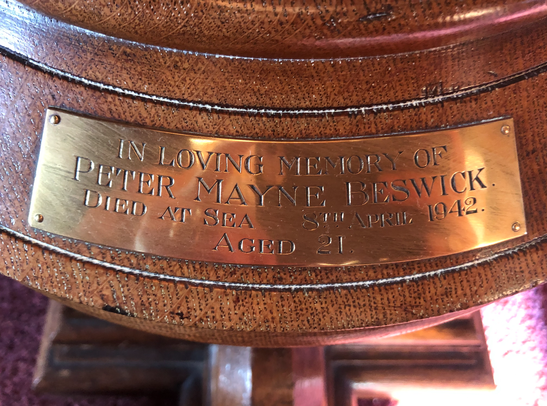 IN LOVING MEMORY OF
PETER MAYNE BESWICK.
DIED AT SEA 8TH APRIL 1942.
AGED 21.